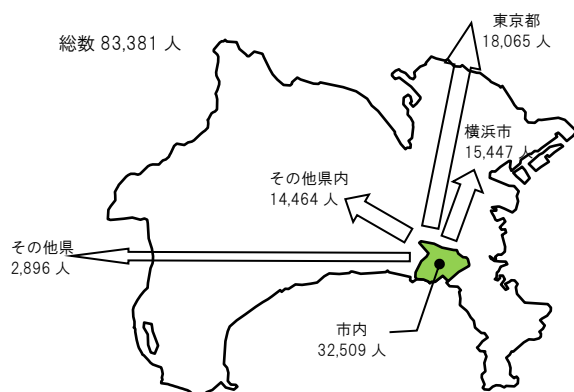 総数 83,381 人
東京都
18,065 人
横浜市
15,447 人
その他県内
14,464 人
その他県
2,896 人
市内
32,509 人